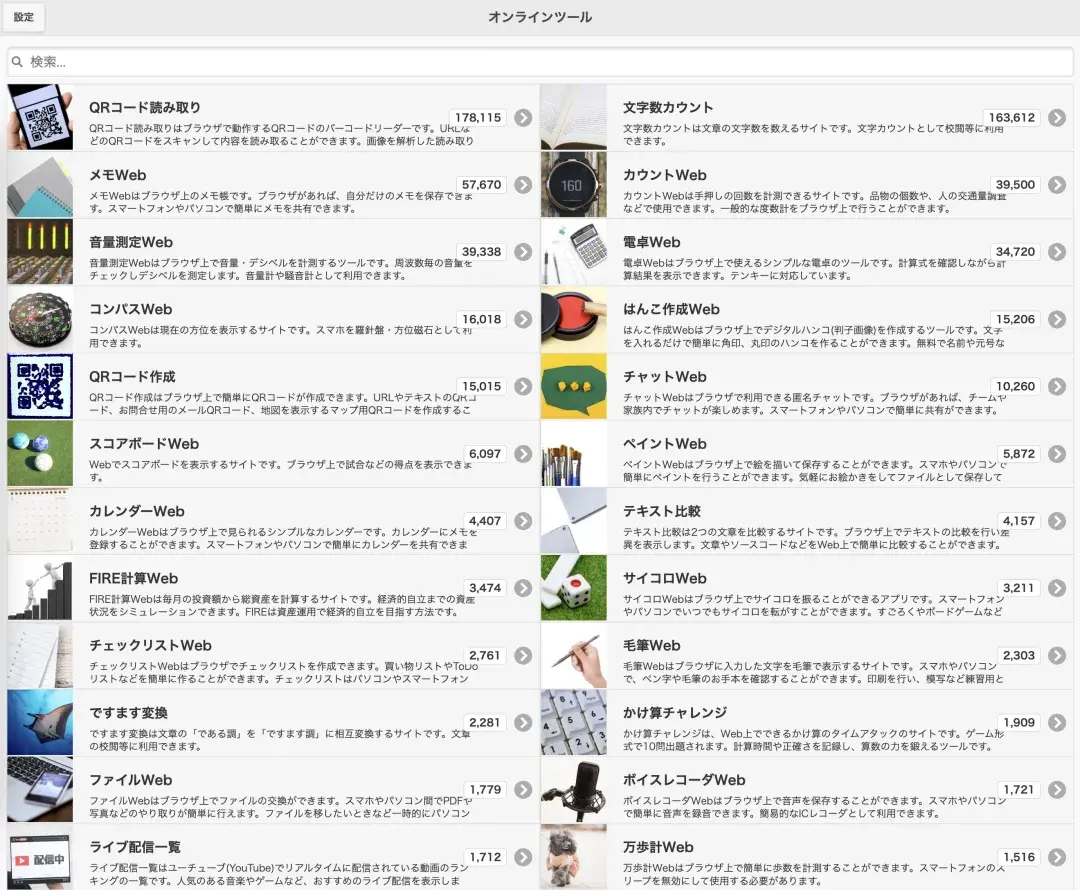 設定
オンラインツール
検索...
QRコード読み取り
178,115
QRコード読み取りはブラウザで動作するQRコードのバーコードリーダーです。URLな
どのQRコードをスキャンして内容を読み取ることができます。画像を解析した読み取り
文字数カウント
163,612
文字数カウントは文章の文字数を数えるサイトです。文字カウントとして校閲等に利用
できます。
メモWeb
57,670
メモWebはブラウザ上のメモ帳です。ブラウザがあれば、自分だけのメモを保存できま
す。スマートフォンやパソコンで簡単にメモを共有できます。
カウントWeb
39,500
カウントWebは手押しの回数を計測できるサイトです。品物の個数や、人の交通量調査
などで使用できます。一般的な度数計をブラウザ上で行うことができます。
160
音量測定Web
39,338
音量測定Webはブラウザ上で音量・デシベルを計測するツールです。周波数毎の音量を
チェックしデシベルを測定します。音量計や騒音計として利用できます。
電卓Web
34,720
電卓Webはブラウザ上で使えるシンプルな電卓のツールです。計算式を確認しながら計
算結果を表示できます。テンキーに対応しています。
コンパスWeb
16,018
コンパスWebは現在の方位を表示するサイトです。スマホを羅針盤・方位磁石として利
用できます。
はんこ作成Web
15,206
はんこ作成Webはブラウザ上でデジタルハンコ(判子画像)を作成するツールです。文字
を入れるだけで簡単に角印、丸印のハンコを作ることができます。無料で名前や元号な
QRコード作成
15,015
QRコード作成はブラウザ上で簡単にQRコードが作成できます。URLやテキストのQRコ
ード、お問合せ用のメールQRコード、地図を表示するマップ用QRコードを作成するこ
チャットWeb
10,260
チャットWebはブラウザで利用できる匿名チャットです。ブラウザがあれば、チームや
家族内でチャットが楽しめます。スマートフォンやパソコンで簡単に共有ができます。
スコアボードWeb
6,097
Webでスコアボードを表示するサイトです。ブラウザ上で試合などの得点を表示できま
す。
ペイントWeb
5,872
ペイントWebはブラウザ上で絵を描いて保存することができます。スマホやパソコンで
簡単にペイントを行うことができます。気軽にお絵かきをしてファイルとして保存して
カレンダーWeb
4,407
カレンダーWebはブラウザ上で見られるシンプルなカレンダーです。カレンダーにメモを
登録することができます。スマートフォンやパソコンで簡単にカレンダーを共有できま
テキスト比較
4,157
テキスト比較は2つの文章を比較するサイトです。ブラウザ上でテキストの比較を行い差
異を表示します。文章やソースコードなどをWeb上で簡単に比較することができます。
FIRE計算Web
3,474
FIRE計算Webは毎月の投資額から総資産を計算するサイトです。経済的自立までの資産
状況をシミュレーションできます。FIREは資産運用で経済的自立を目指す方法です。
サイコロWeb
3,211
サイコロWebはブラウザ上でサイコロを振ることができるアプリです。スマートフォン
やパソコンでいつでもサイコロを転がすことができます。すごろくやボードゲームなど
チェックリストWeb
2,761
チェックリストWebはブラウザでチェックリストを作成できます。買い物リストやToDo
リストなどを簡単に作ることができます。チェックリストはパソコンやスマートフォン
毛筆Web
2,303
毛筆Webはブラウザに入力した文字を毛筆で表示するサイトです。スマホやパソコン
で、ペン字や毛筆のお手本を確認することができます。印刷を行い、模写など練習用と
ですます変換
2,281
ですます変換は文章の「である調」を「ですます調」に相互変換するサイトです。文章
の校閲等に利用できます。
かけ算チャレンジ
1,909
かけ算チャレンジは、Web上でできるかけ算のタイムアタックのサイトです。ゲーム形
式で10問出題されます。計算時間や正確さを記録し、算数の力を鍛えるツールです。
ファイルWeb
1,779
ファイルWebはブラウザ上でファイルの交換ができます。スマホやパソコン間でPDFや
写真などのやり取りが簡単に行えます。ファイルを移したいときなど一時的にパソコン
ボイスレコーダWeb
1,721
ボイスレコーダWebはブラウザ上で音声を保存することができます。スマホやパソコン
で簡単に音声を録音できます。簡易的なICレコーダとして利用できます。
ライブ配信一覧
1,712
ライブ配信一覧はユーチューブ(YouTube)でリアルタイムに配信されている動画のラン
キングの一覧です。人気のある音楽やゲームなど、おすすめのライブ配信を表示しま
配信中
万歩計Web
1,516
万歩計Webはブラウザ上で簡単に歩数を計測することができます。スマートフォンのス
リープを無効にして使用する必要があります。